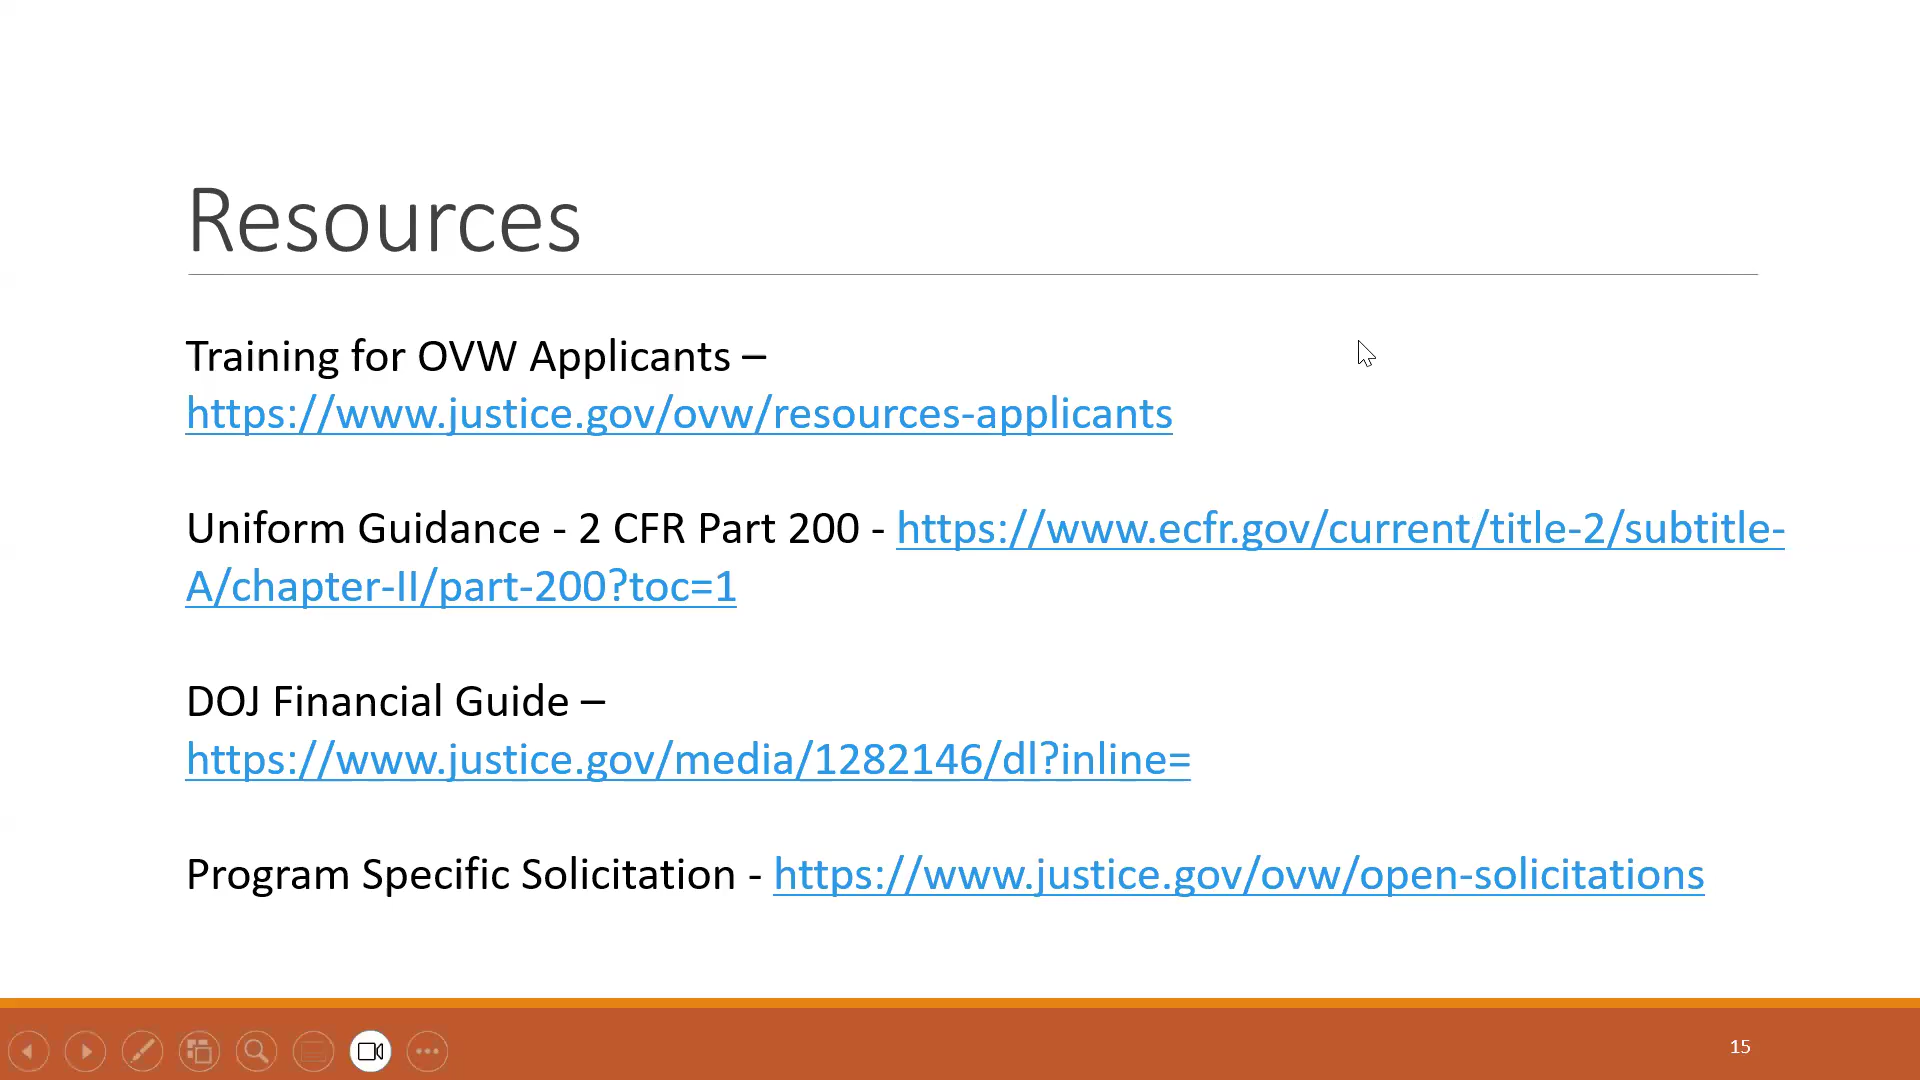 Resources
Training for OVW Applicants –
https://www.justice.gov/ovw/resources-applicants
Uniform Guidance - 2 CFR Part 200 - https://www.ecfr.gov/current/title-2/subtitle-
A/chapter-II/part-200?toc=1
DOJ Financial Guide –
https://www.justice.gov/media/1282146/dl?inline=
Program Specific Solicitation - https://www.justice.gov/ovw/open-solicitations
15